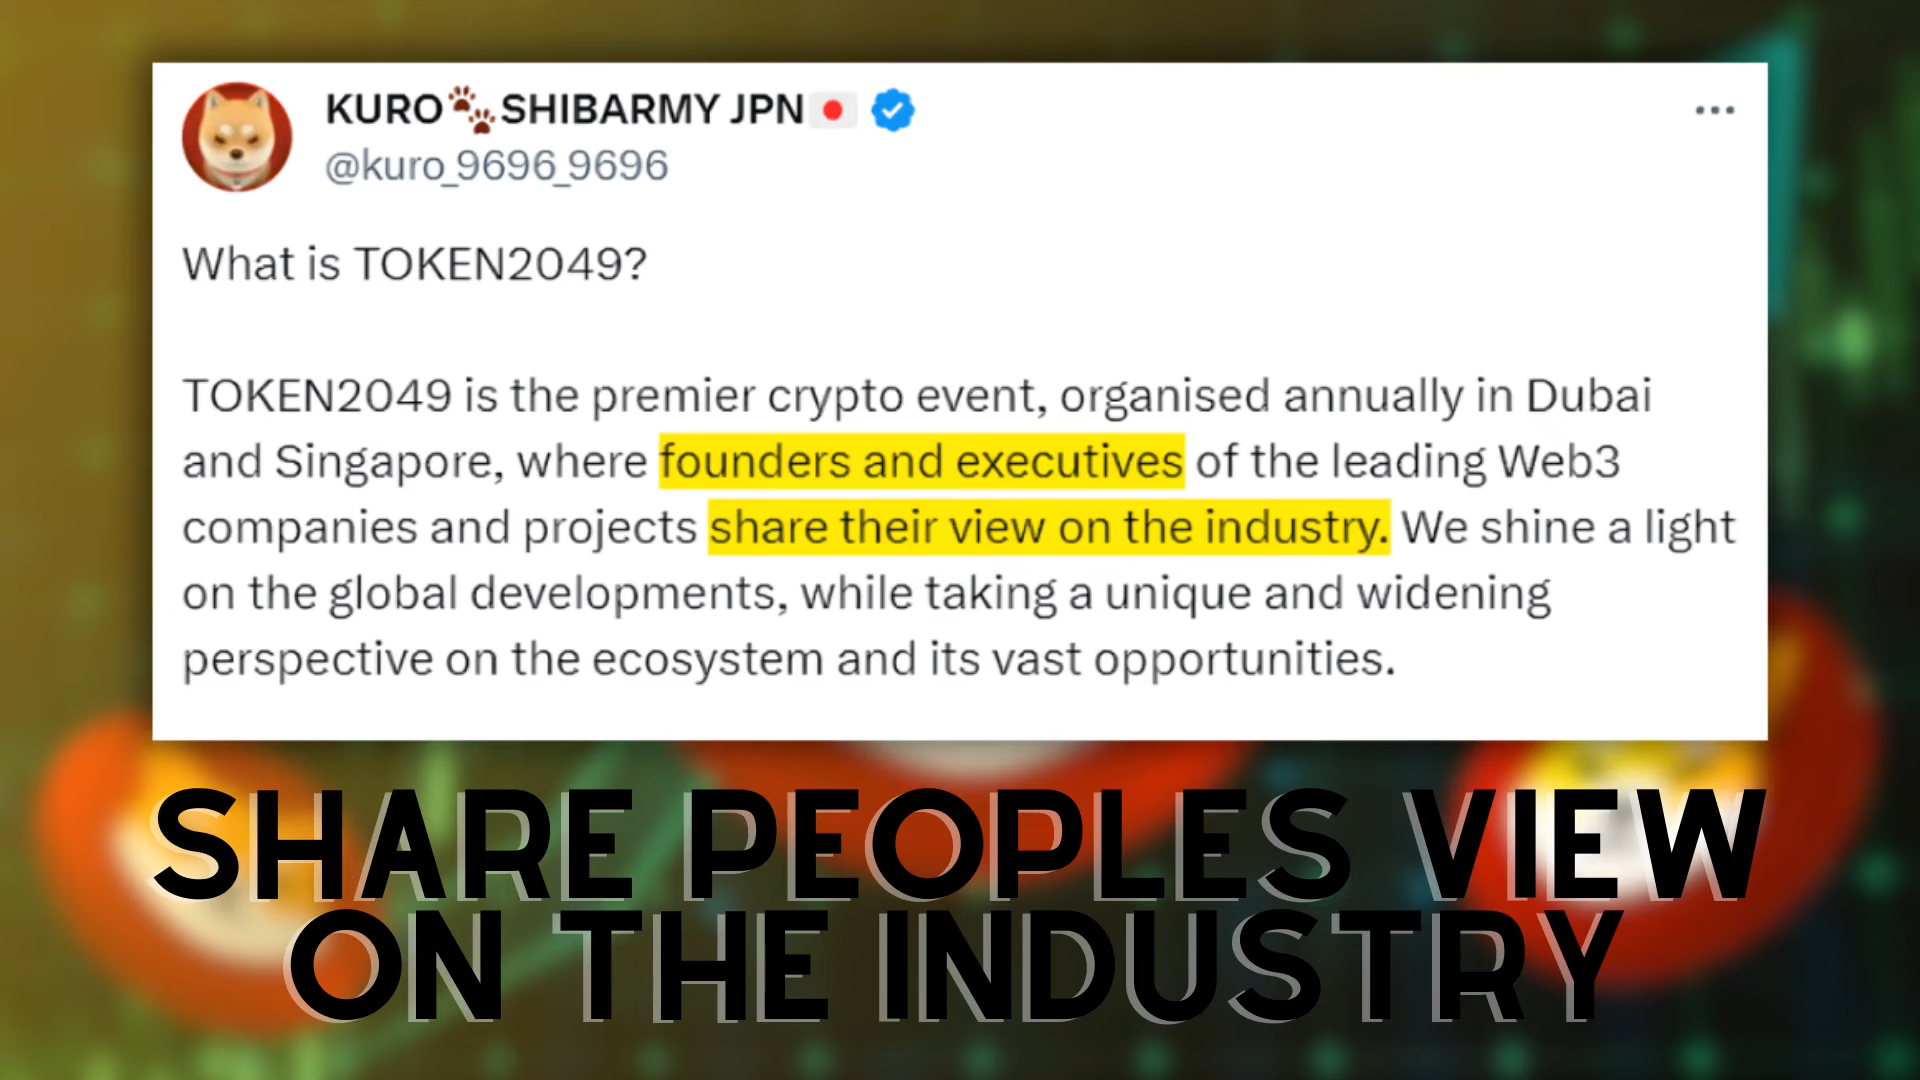 KURO🐾SHIBARMY JPN🇯🇵
@kuro_9696_9696
What is TOKEN2049?
TOKEN2049 is the premier crypto event, organised annually in Dubai
and Singapore, where founders and executives of the leading Web3
companies and projects share their view on the industry. We shine a light
on the global developments, while taking a unique and widening
perspective on the ecosystem and its vast opportunities.
SHARE PEOPLES VIEW
ON THE INDUSTRY